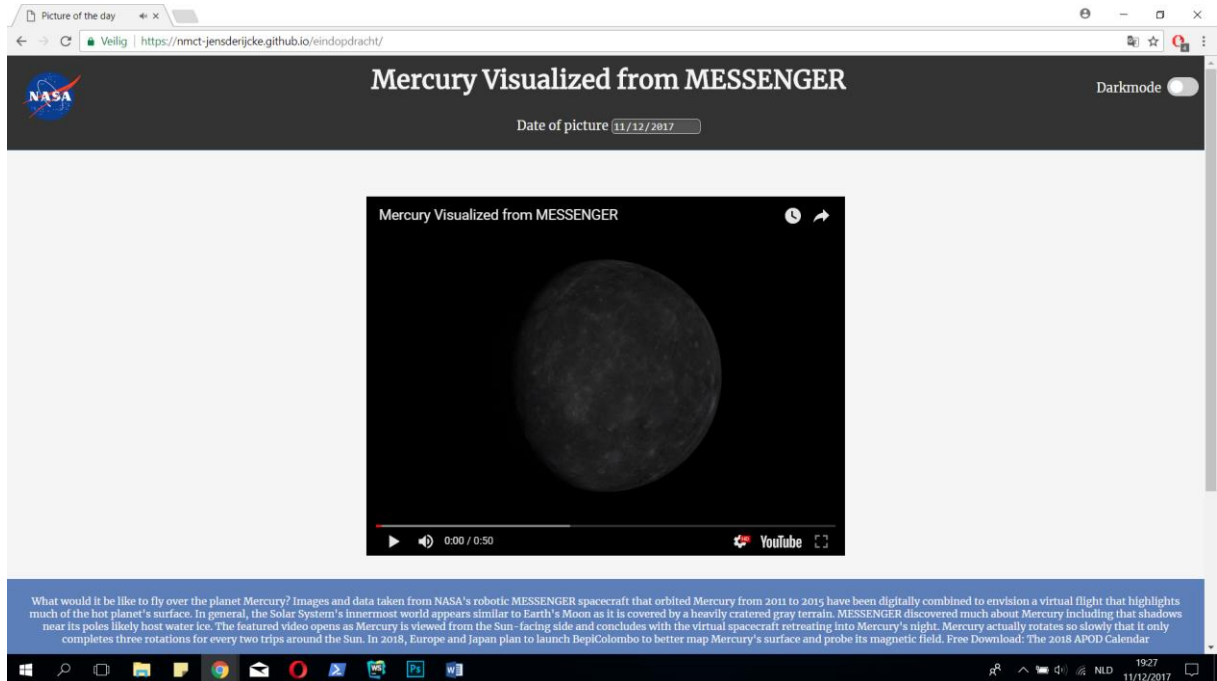 Picture of the day
Veilig | https://nmct-jensderijcke.github.io/eindopdracht/
NASA
Mercury Visualized from MESSENGER
Darkmode
Date of picture 11/12/2017
Mercury Visualized from MESSENGER
0:00 / 0:50
HD
YouTube
What would it be like to fly over the planet Mercury? Images and data taken from NASA's robotic MESSENGER spacecraft that orbited Mercury from 2011 to 2015 have been digitally combined to envision a virtual flight that highlights
much of the hot planet's surface. In general, the Solar System's innermost world appears similar to Earth's Moon as it is covered by a heavily cratered gray terrain. MESSENGER discovered much about Mercury including that shadows
near its poles likely host water ice. The featured video opens as Mercury is viewed from the Sun-facing side and concludes with the virtual spacecraft retreating into Mercury's night. Mercury actually rotates so slowly that it only
completes three rotations for every two trips around the Sun. In 2018, Europe and Japan plan to launch BepiColombo to better map Mercury's surface and probe its magnetic field. Free Download: The 2018 APOD Calendar
WS
Ps
NLD
19:27
11/12/2017